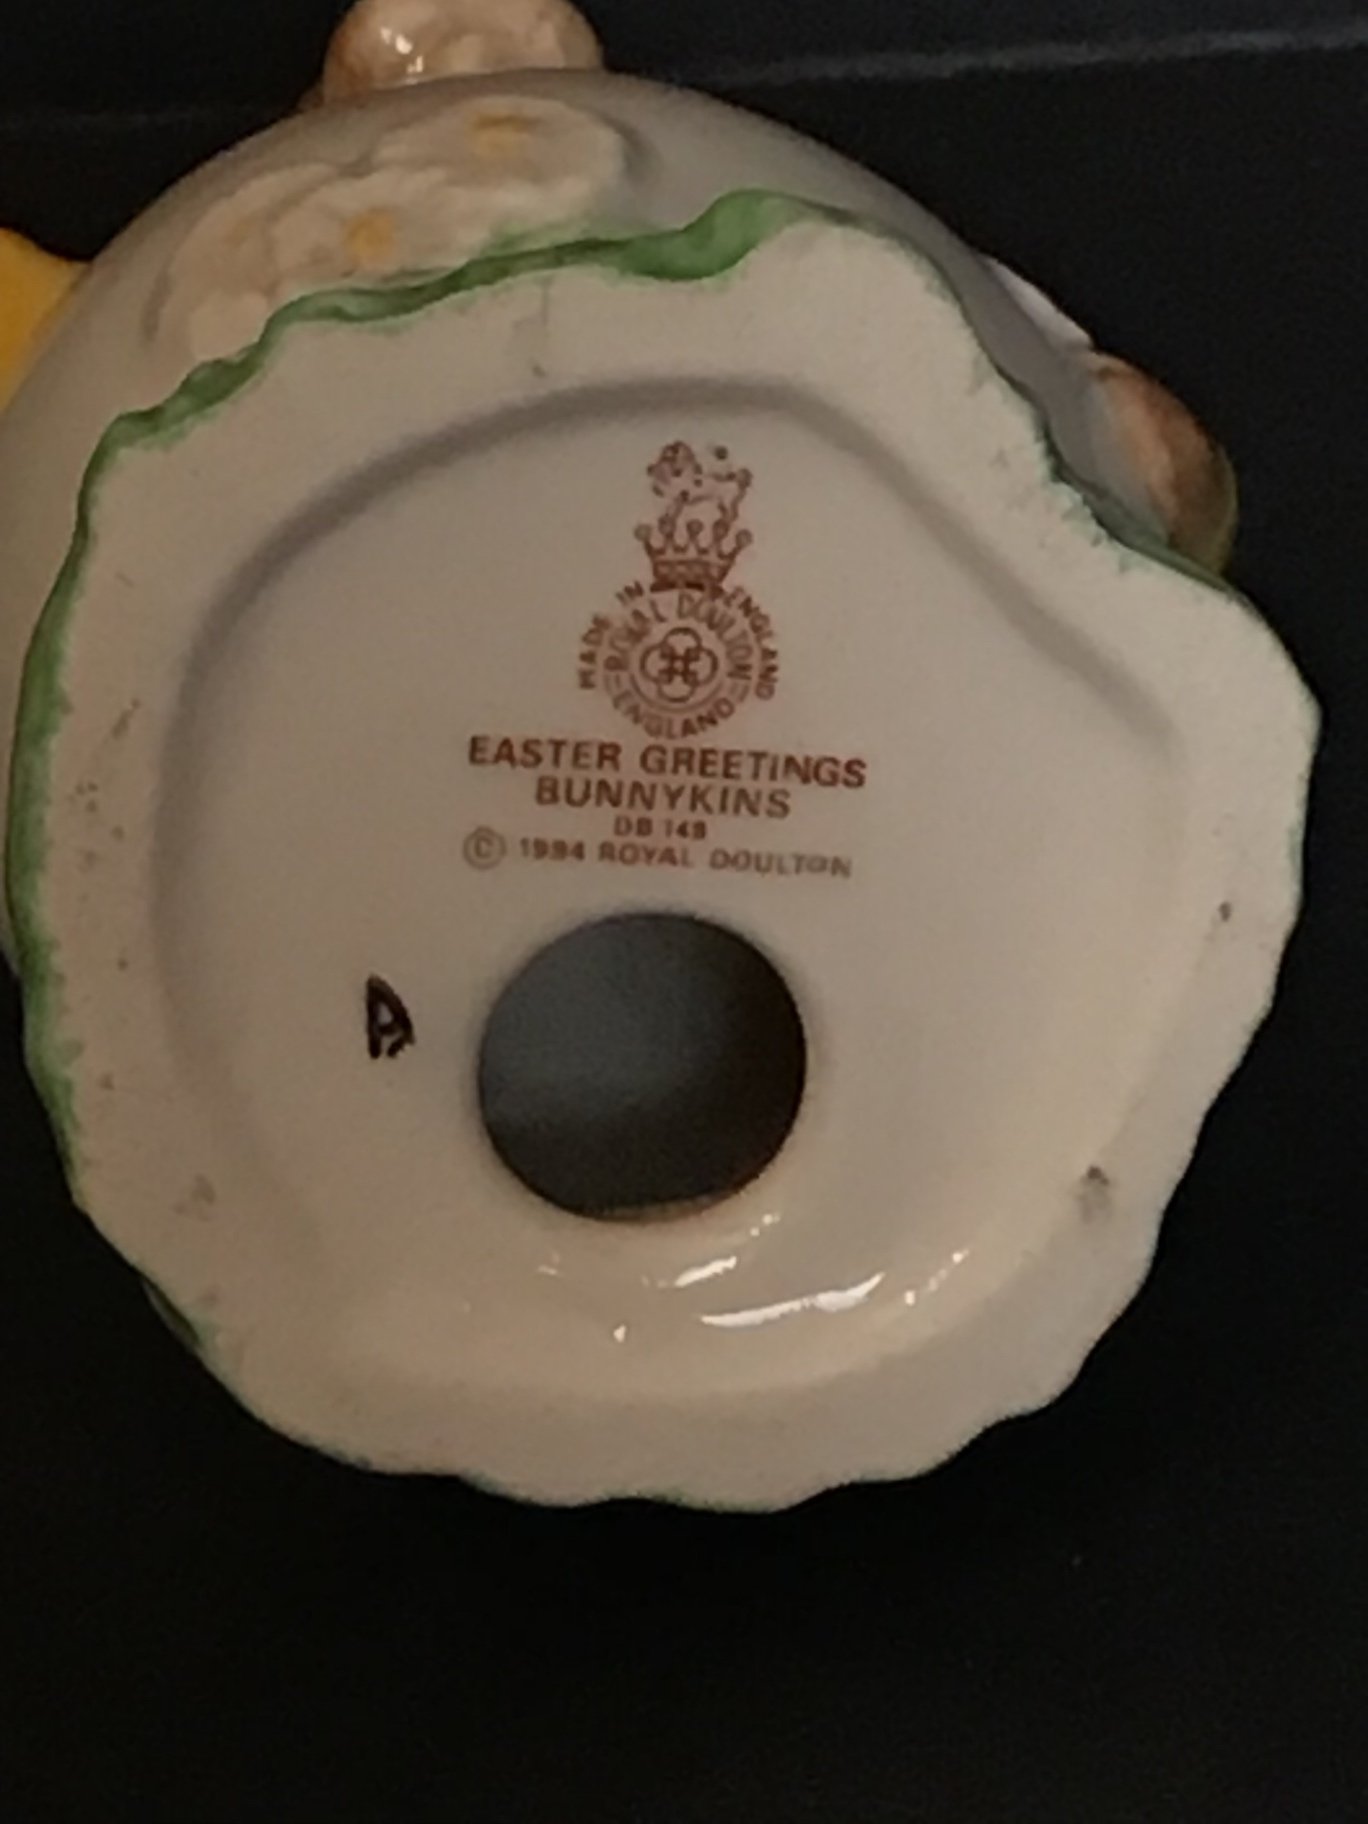 MADE IN ENGLAND
ROYAL DOULTON
ENGLAND
EASTER GREETINGS
BUNNYKINS
DB 149
© 1994 ROYAL DOULTON
A